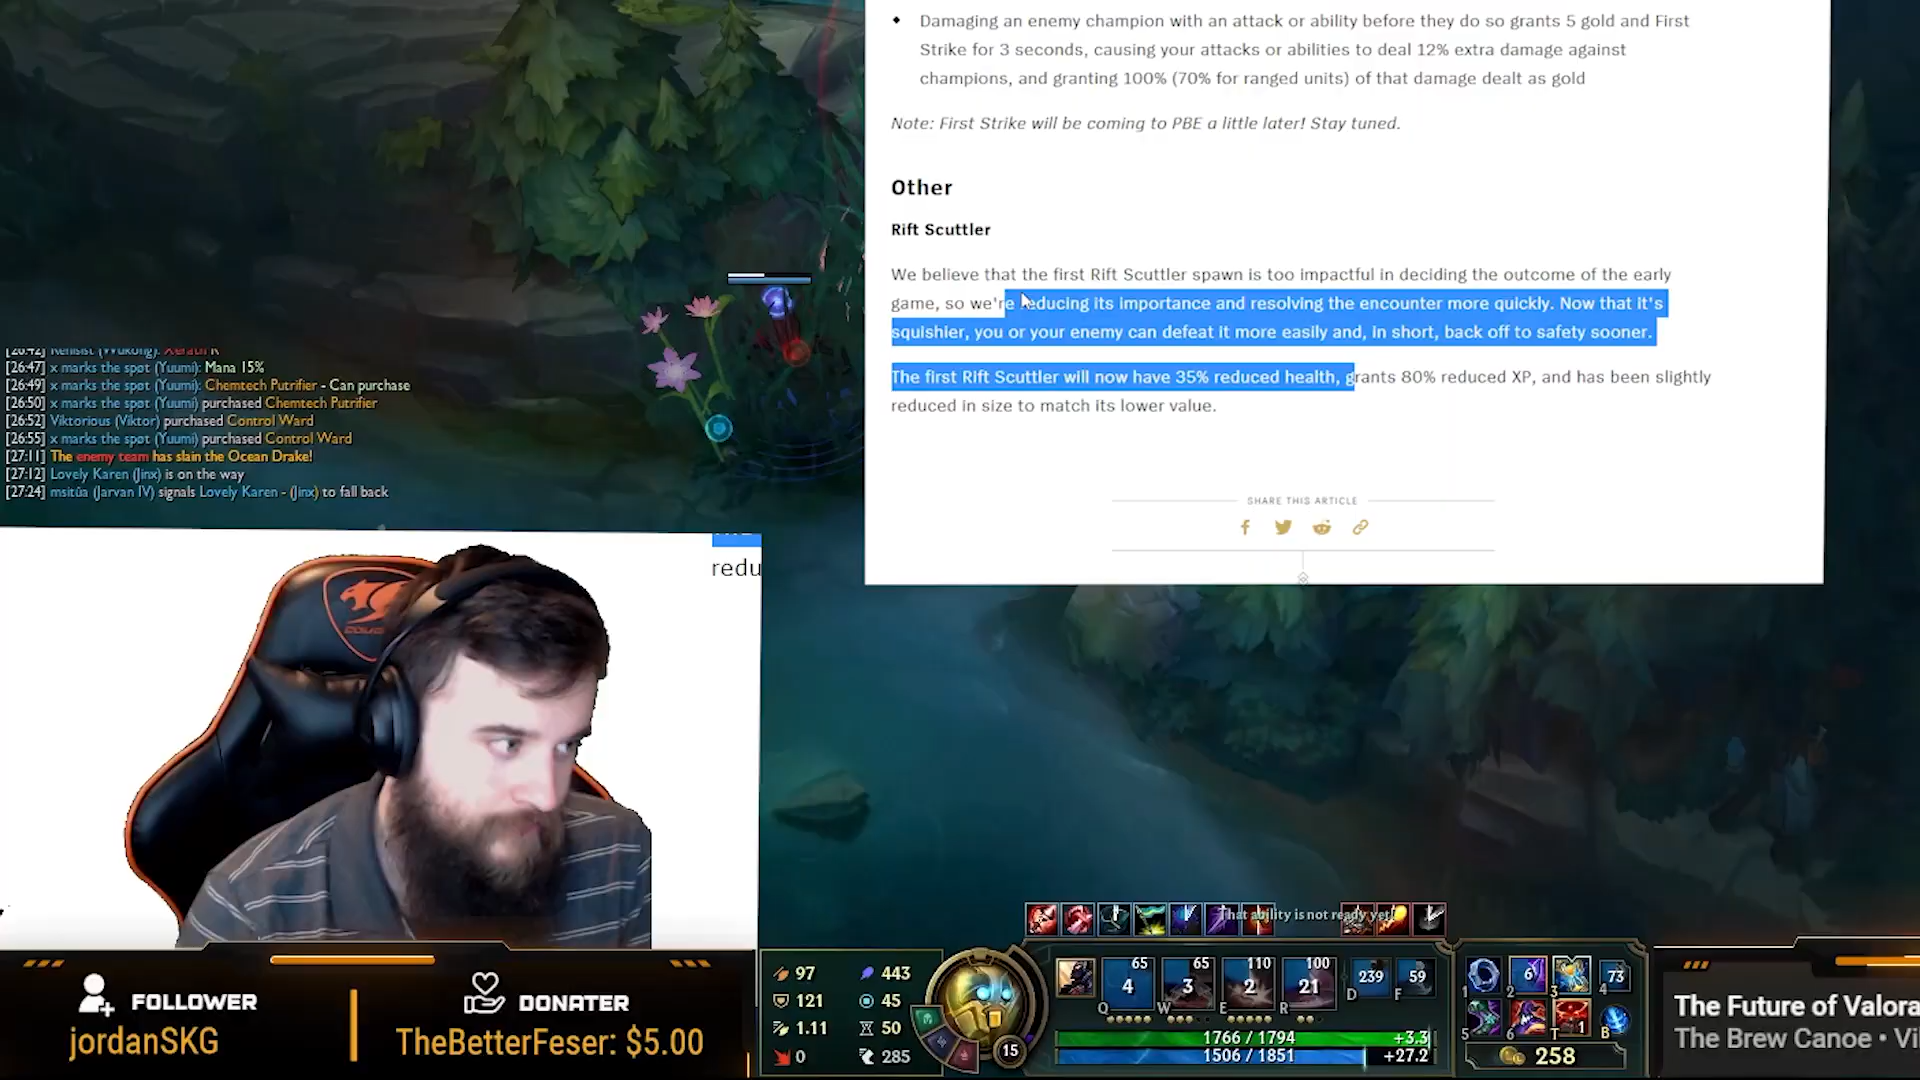 Damaging an enemy champion with an attack or ability before they do so grants 5 gold and First
Strike for 3 seconds, causing your attacks or abilities to deal 12% extra damage against
champions, and granting 100% (70% for ranged units) of that damage dealt as gold
Note: First Strike will be coming to PBE a little later! Stay tuned.
Other
Rift Scuttler
We believe that the first Rift Scuttler spawn is too impactful in deciding the outcome of the early
game, so we're reducing its importance and resolving the encounter more quickly. Now that it's
squishier, you or your enemy can defeat it more easily and, in short, back off to safety sooner.
The first Rift Scuttler will now have 35% reduced health, grants 80% reduced XP, and has been slightly
reduced in size to match its lower value.
SHARE THIS ARTICLE
[26:47] x marks the spøt (Yuumi): Mana 15%
[26:49] x marks the spøt (Yuumi): Chemtech Putrifier - Can purchase
[26:50] x marks the spøt (Yuumi) purchased Chemtech Putrifier
[26:52] Viktorious (Viktor) purchased Control Ward
[26:55] x marks the spøt (Yuumi) purchased Control Ward
[27:11] The enemy team has slain the Ocean Drake!
[27:12] Lovely Karen (Jinx) is on the way
[27:24] msitûa (Jarvan IV) signals Lovely Karen - (Jinx) to fall back
redu
That ability is not ready yet!
97 443
121 45
1.11 50
0 285
15
65 65 110 100
4 3 2 21 239 59
Q W E R D F
1766 / 1794 +3.3
1506 / 1851 +27.2
6 73
1 2 3 4
1
5 6 T B
258
FOLLOWER
jordanSKG
DONATER
TheBetterFeser: $5.00
The Future of Valora
The Brew Canoe • Vi